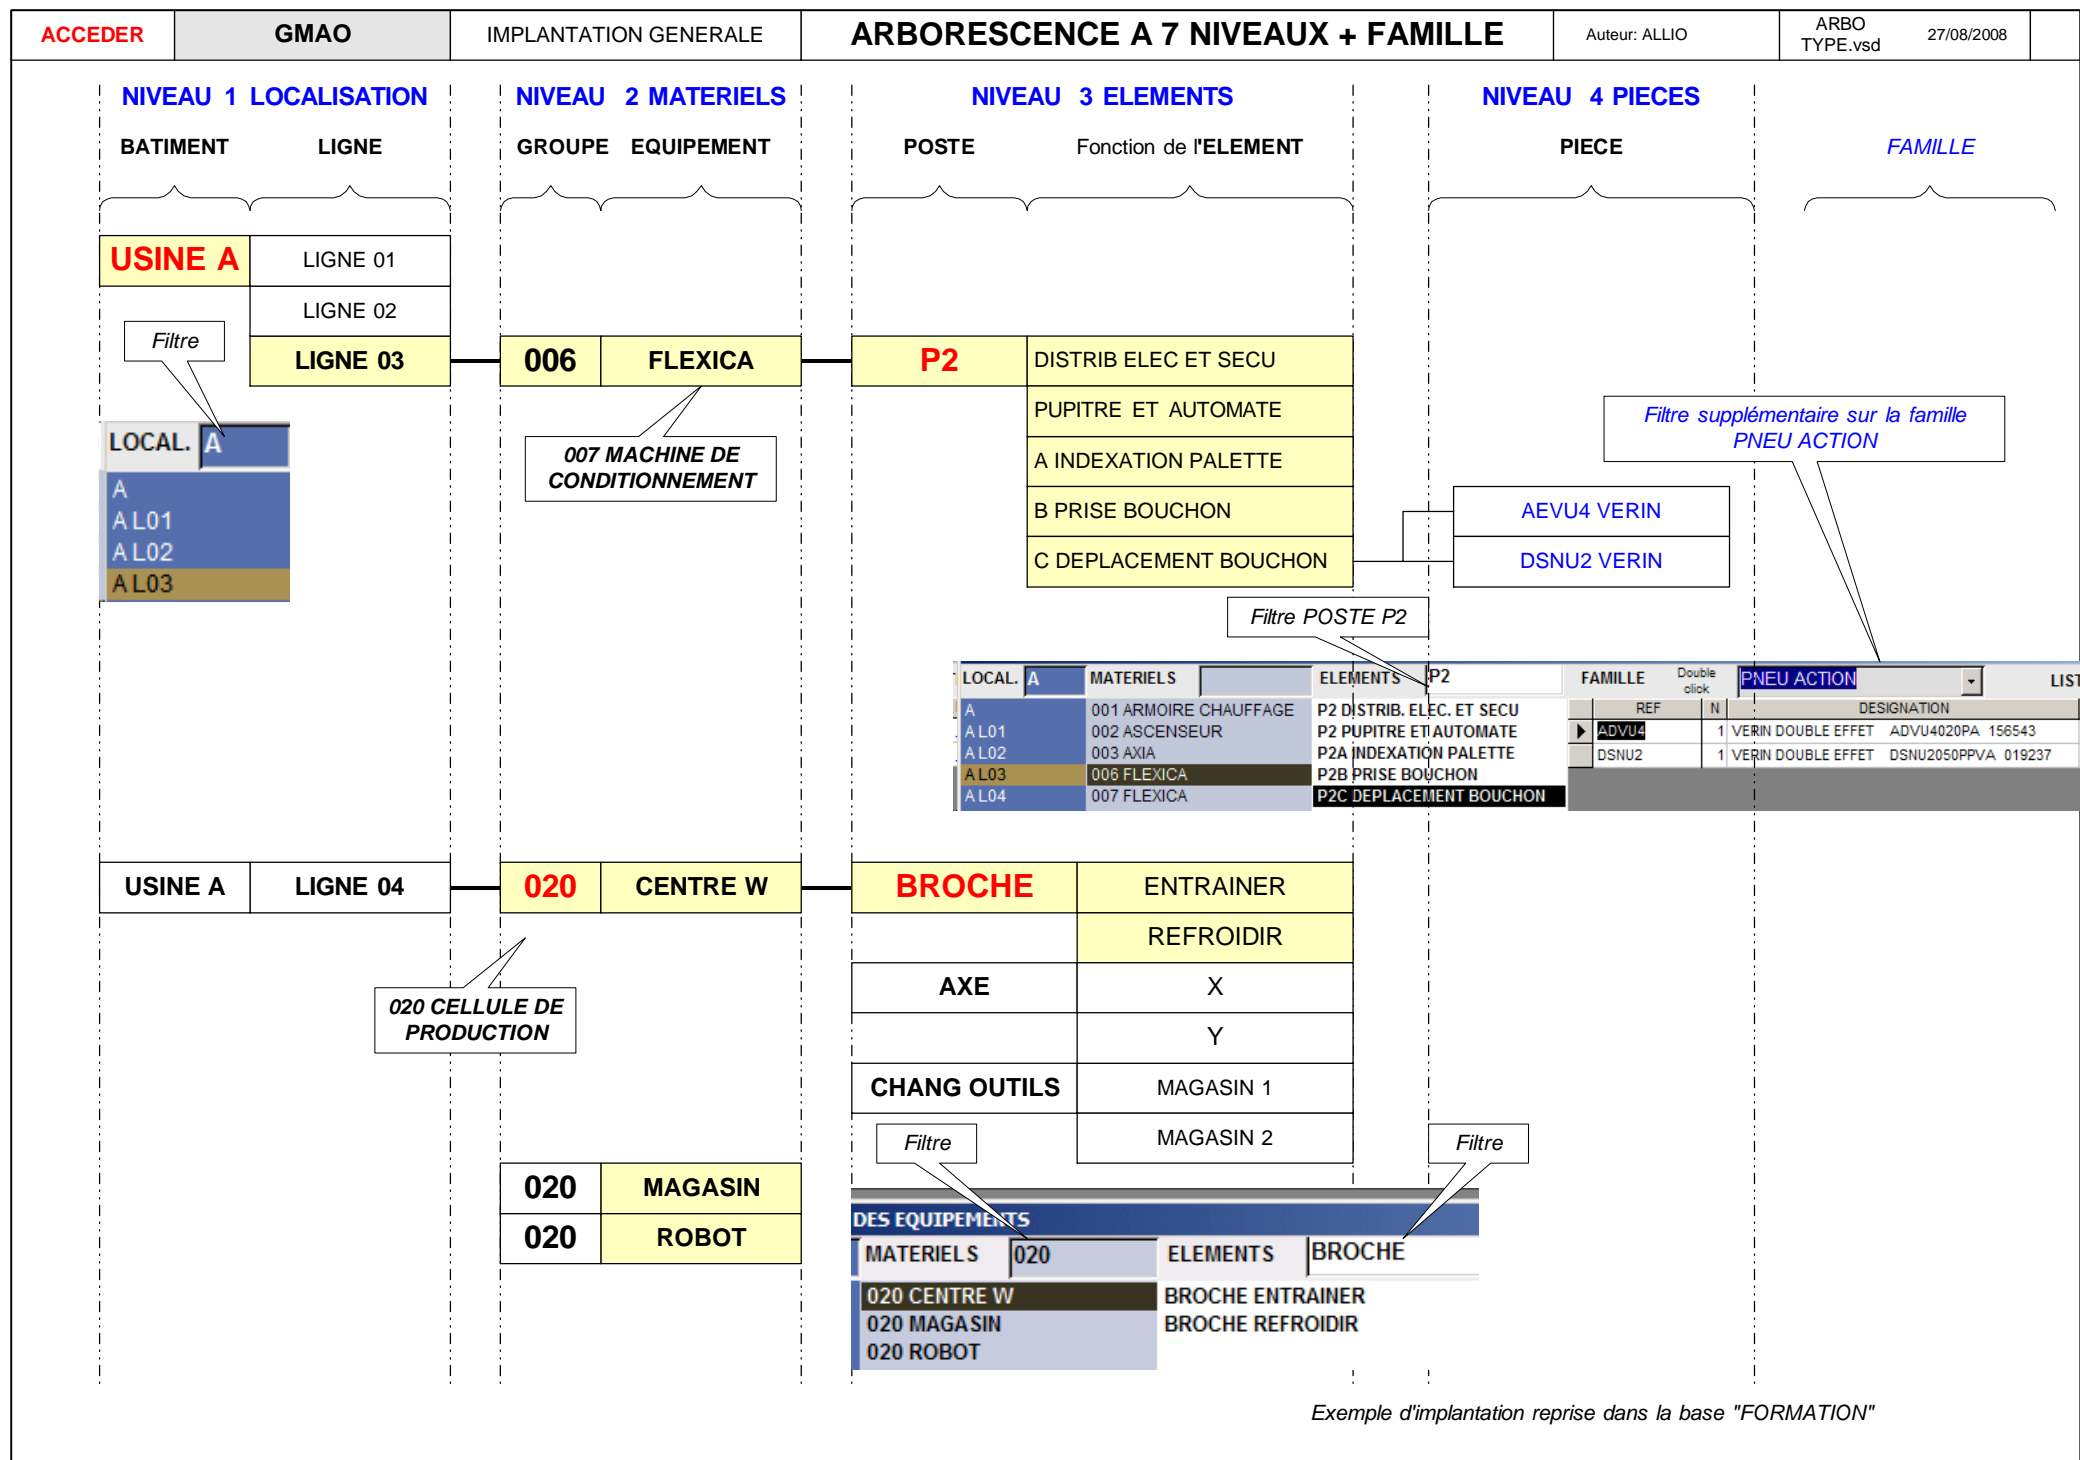 ACCEDER
GMAO
IMPLANTATION GENERALE
ARBORESCENCE A 7 NIVEAUX + FAMILLE
Auteur: ALLIO
ARBO
TYPE.vsd
27/08/2008
NIVEAU 1 LOCALISATION
NIVEAU 2 MATERIELS
NIVEAU 3 ELEMENTS
NIVEAU 4 PIECES
BATIMENT
LIGNE
GROUPE
EQUIPEMENT
POSTE
Fonction de l'ELEMENT
PIECE
FAMILLE
USINE A
LIGNE 01
LIGNE 02
Filtre
LIGNE 03
006
FLEXICA
P2
DISTRIB ELEC ET SECU
PUPITRE ET AUTOMATE
A INDEXATION PALETTE
B PRISE BOUCHON
C DEPLACEMENT BOUCHON
007 MACHINE DE
CONDITIONNEMENT
Filtre supplémentaire sur la famille
PNEU ACTION
AEVU4 VERIN
DSNU2 VERIN
LOCAL. A
A
A L01
A L02
A L03
Filtre POSTE P2
LOCAL. A MATERIELS ELEMENTS P2 FAMILLE Double
click PNEU ACTION LIST
REF N DESIGNATION
A 001 ARMOIRE CHAUFFAGE P2 DISTRIB. ELEC. ET SECU
A L01 002 ASCENSEUR P2 PUPITRE ET AUTOMATE ADVU4 1 VERIN DOUBLE EFFET ADVU4020PA 156543
A L02 003 AXIA P2A INDEXATION PALETTE DSNU2 1 VERIN DOUBLE EFFET DSNU2050PPVA 019237
A L03 006 FLEXICA P2B PRISE BOUCHON
A L04 007 FLEXICA P2C DEPLACEMENT BOUCHON
USINE A
LIGNE 04
020
CENTRE W
BROCHE
ENTRAINER
REFROIDIR
AXE
X
Y
CHANG OUTILS
MAGASIN 1
MAGASIN 2
020 CELLULE DE
PRODUCTION
Filtre
Filtre
020
MAGASIN
020
ROBOT
DES EQUIPEMENTS
MATERIELS 020 ELEMENTS BROCHE
020 CENTRE W BROCHE ENTRAINER
020 MAGASIN BROCHE REFROIDIR
020 ROBOT
Exemple d'implantation reprise dans la base "FORMATION"